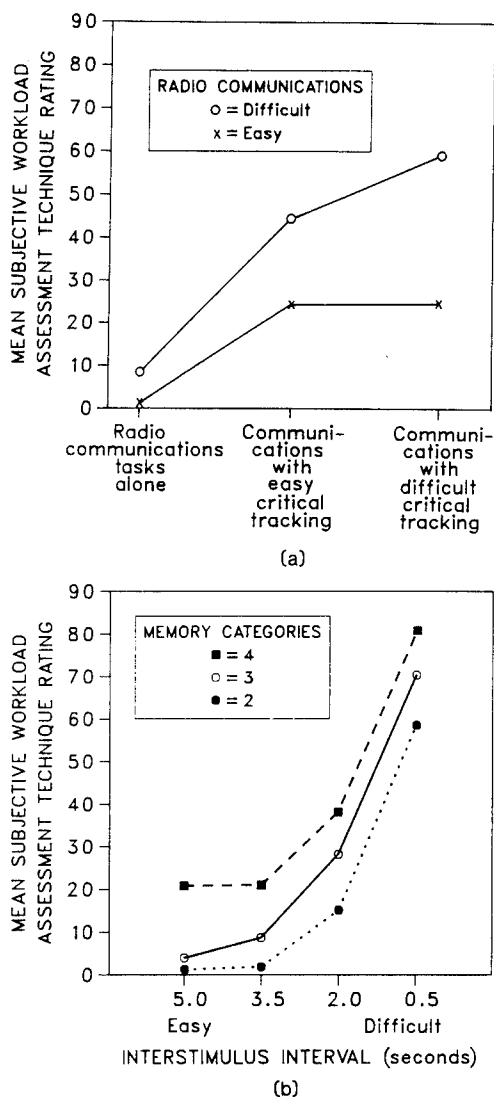 90
80
70
60
50
40
30
20
10
0
MEAN SUBJECTIVE WORKLOAD
ASSESSMENT TECHNIQUE RATING
RADIO COMMUNICATIONS
o = Difficult
x = Easy
Radio
communications
tasks
alone
Communi-
cations
with
easy
critical
tracking
Communi-
cations
with
difficult
critical
tracking
(a)
90
80
70
60
50
40
30
20
10
0
MEAN SUBJECTIVE WORKLOAD
ASSESSMENT TECHNIQUE RATING
MEMORY CATEGORIES
■ = 4
○ = 3
● = 2
5.0 3.5 2.0 0.5
Easy Difficult
INTERSTIMULUS INTERVAL (seconds)
(b)